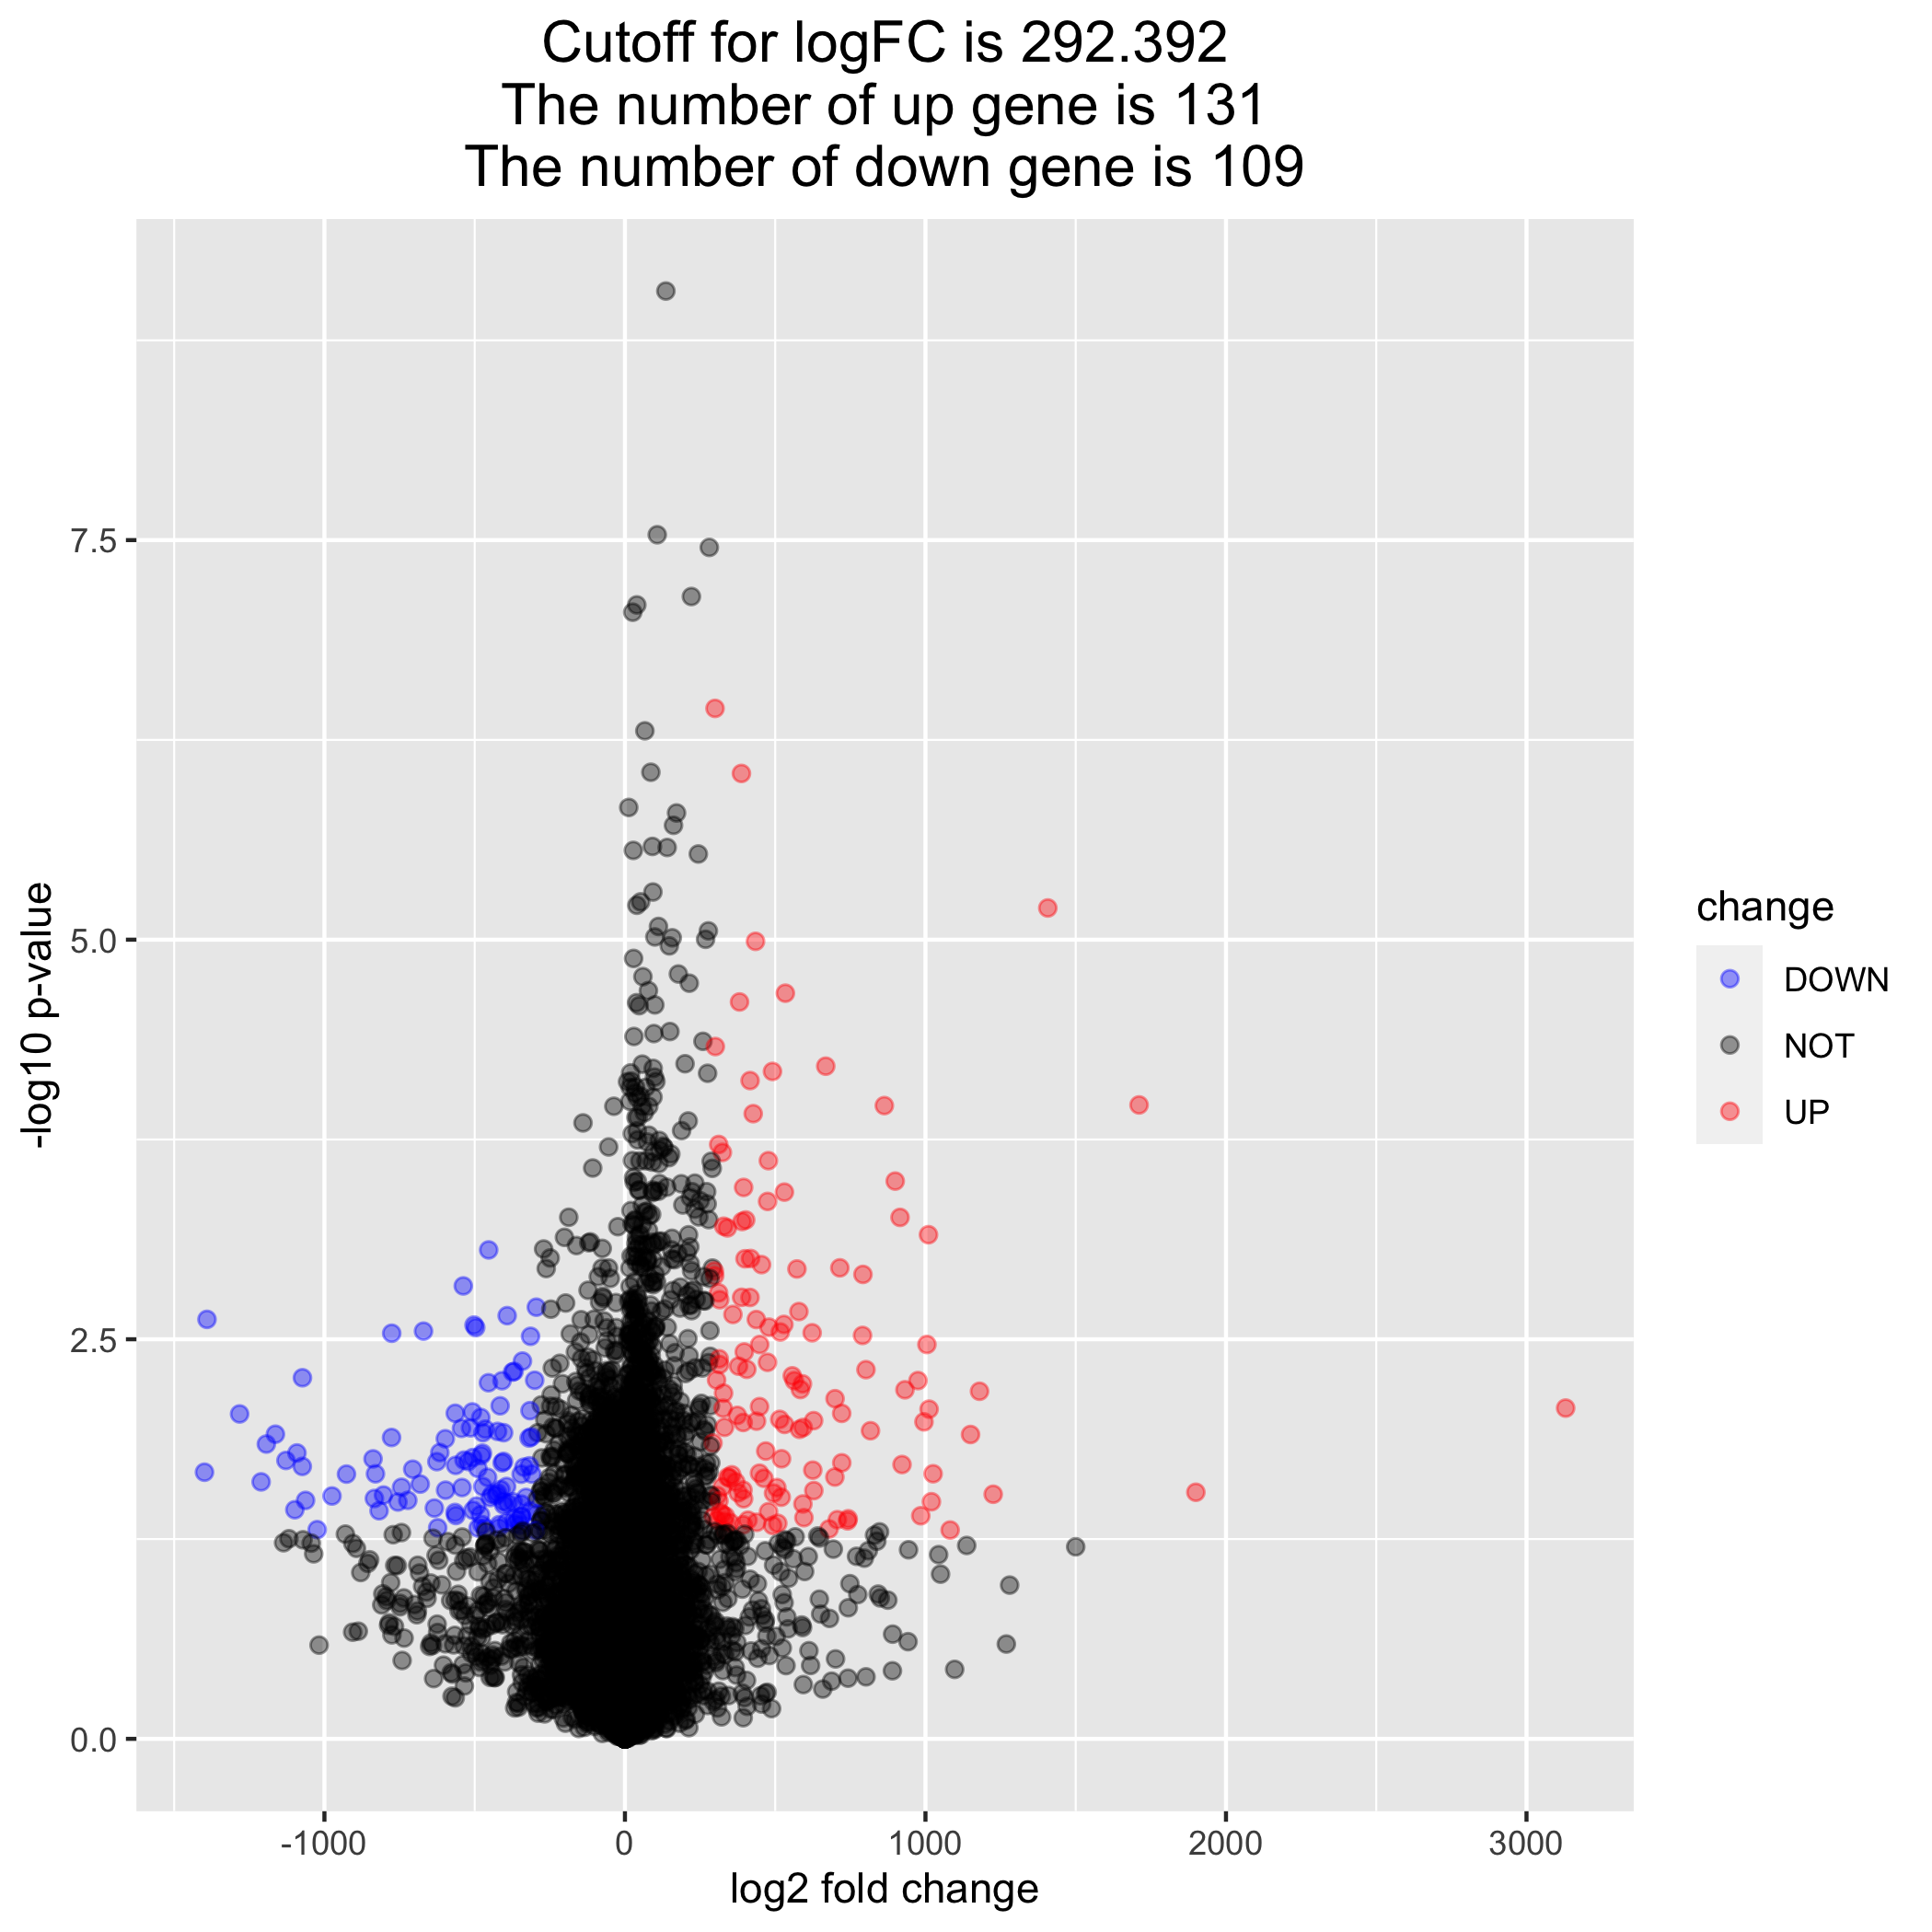 Cutoff for logFC is 292.392
The number of up gene is 131
The number of down gene is 109
-log10 p-value
7.5
5.0
2.5
0.0
-1000
0
1000
2000
3000
log2 fold change
change
DOWN
NOT
UP